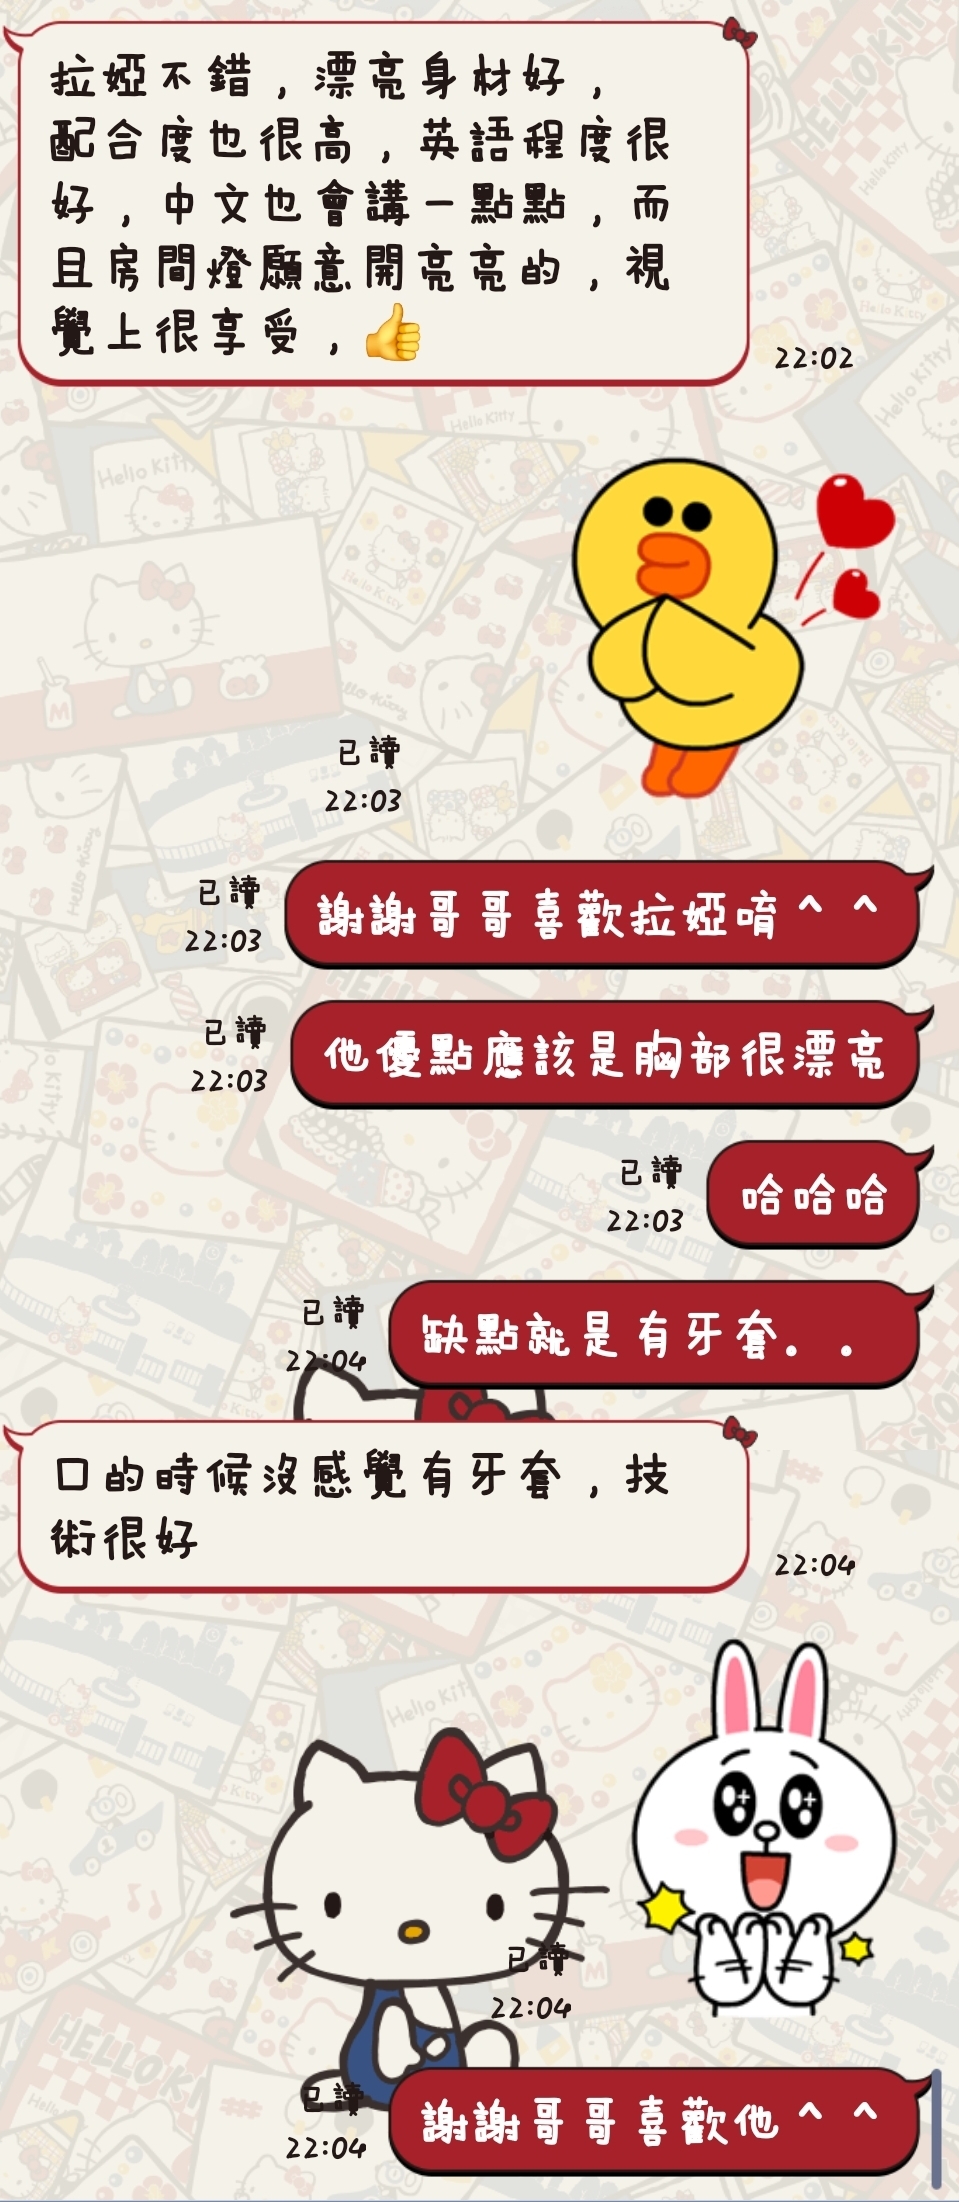 拉婭不錯，漂亮身材好，
配合度也很高，英語程度很
好，中文也會講一點點，而
且房間燈願意開亮亮的，視
覺上很享受，👍
22:02
已讀
22:03
已讀
22:03
謝謝哥哥喜歡拉婭唷^^
已讀
22:03
他優點應該是胸部很漂亮
已讀
22:03
哈哈哈
已讀
22:04
缺點就是有牙套．．
口的時候沒感覺有牙套，技
術很好
22:04
已讀
22:04
已讀
22:04
謝謝哥哥喜歡他^^
Hello Kitty
Hello Kitty
HELLO KITTY